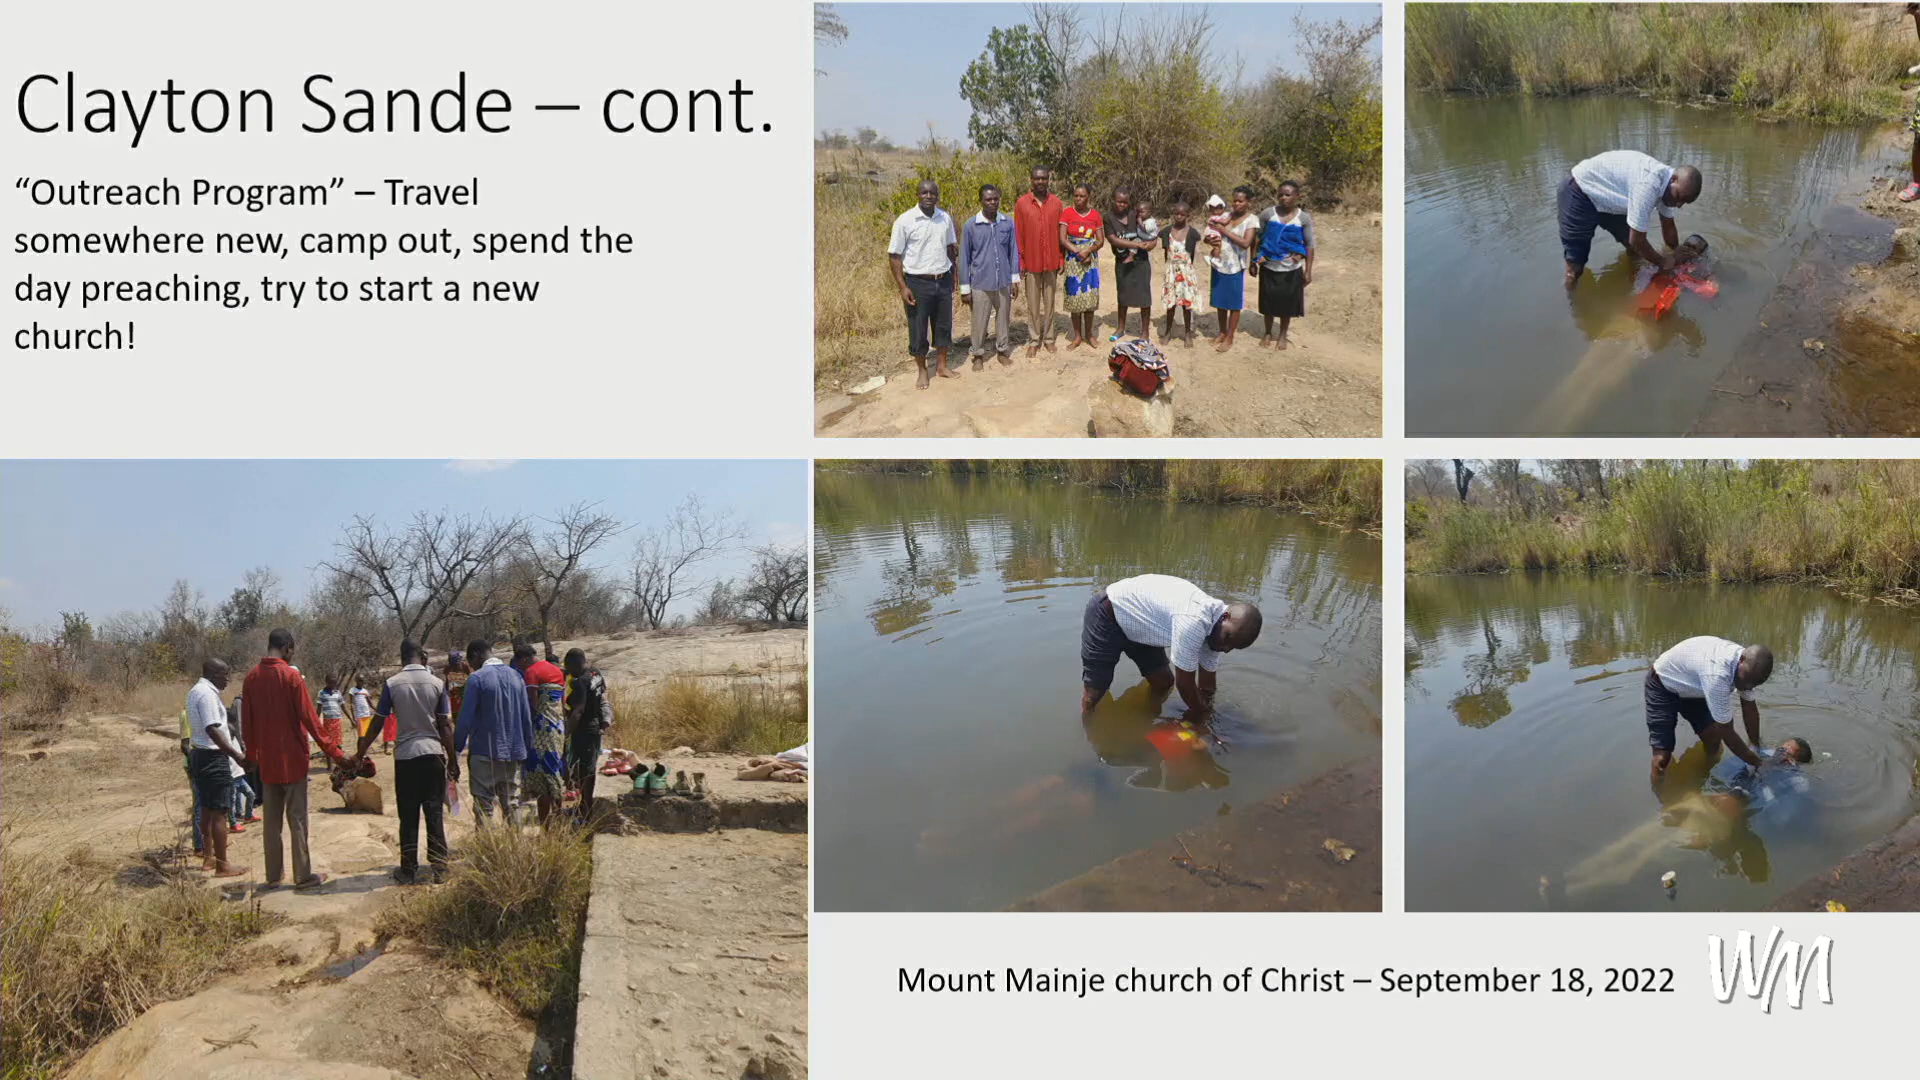 Clayton Sande – cont.
“Outreach Program” – Travel
somewhere new, camp out, spend the
day preaching, try to start a new
church!
Mount Mainje church of Christ – September 18, 2022
WM